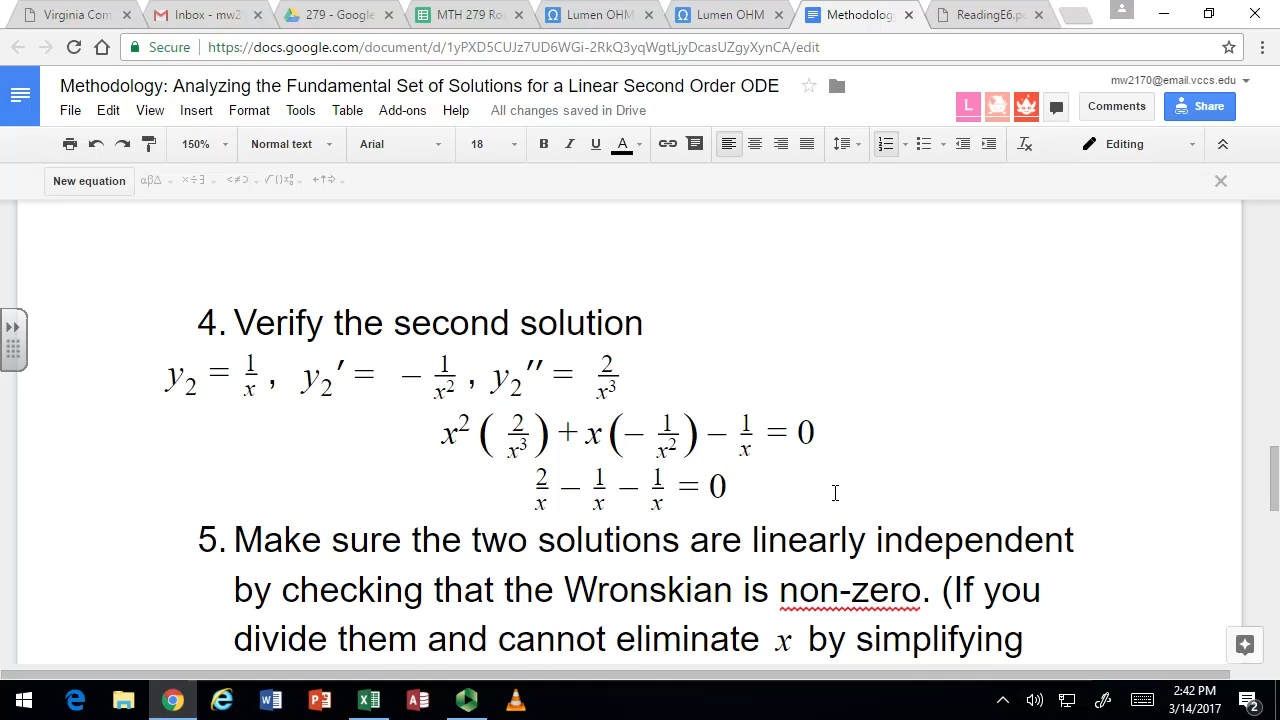 Virginia Co
Inbox - mw2
279 - Google
MTH 279 Ro
Lumen OHM
Lumen OHM
Methodolog
ReadingE6.p
Secure
https://docs.google.com/document/d/1yPXD5CUJz7UD6WGi-2RkQ3yqWgtLjyDcasUZgyXynCA/edit
Methodology: Analyzing the Fundamental Set of Solutions for a Linear Second Order ODE
mw2170@email.vccs.edu
File Edit View Insert Format Tools Table Add-ons Help All changes saved in Drive
L
Comments
Share
150% Normal text Arial 18 B I U A Editing
New equation αβΔ ×÷∃ <≠⊃
4. Verify the second solution
y₂ = 1/x , y₂′ = − 1/x² , y₂′′ = 2/x³
x² ( 2/x³ ) + x (− 1/x² ) − 1/x = 0
2/x − 1/x − 1/x = 0
5. Make sure the two solutions are linearly independent
by checking that the Wronskian is non-zero. (If you
divide them and cannot eliminate x by simplifying
2:42 PM
3/14/2017
2